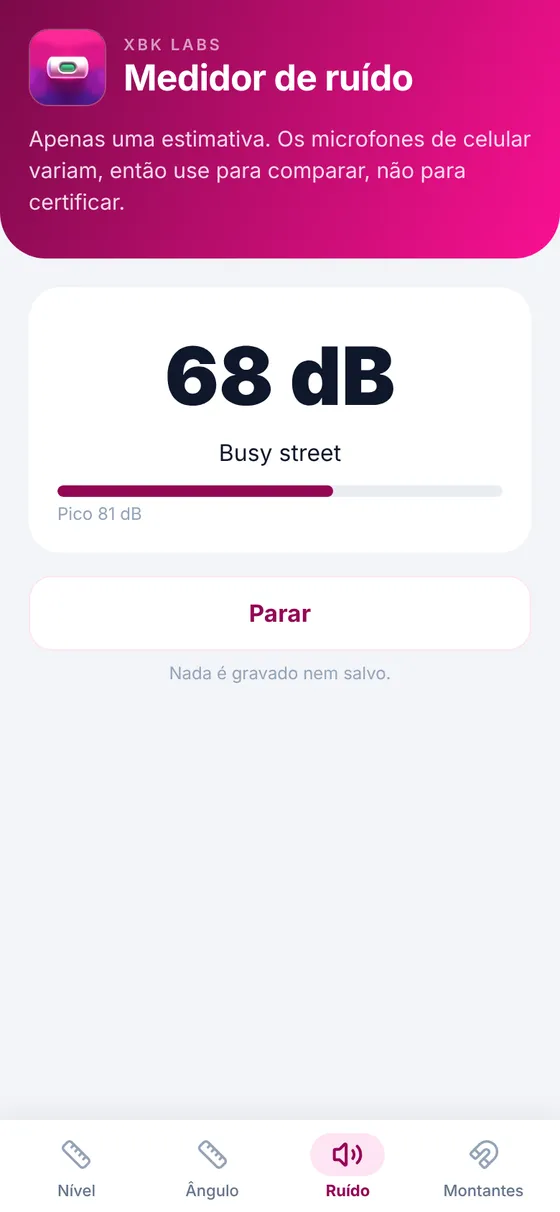 XBK LABS
Medidor de ruído
Apenas uma estimativa. Os microfones de celular
variam, então use para comparar, não para
certificar.
68 dB
Busy street
Pico 81 dB
Parar
Nada é gravado nem salvo.
Nível
Ângulo
Ruído
Montantes